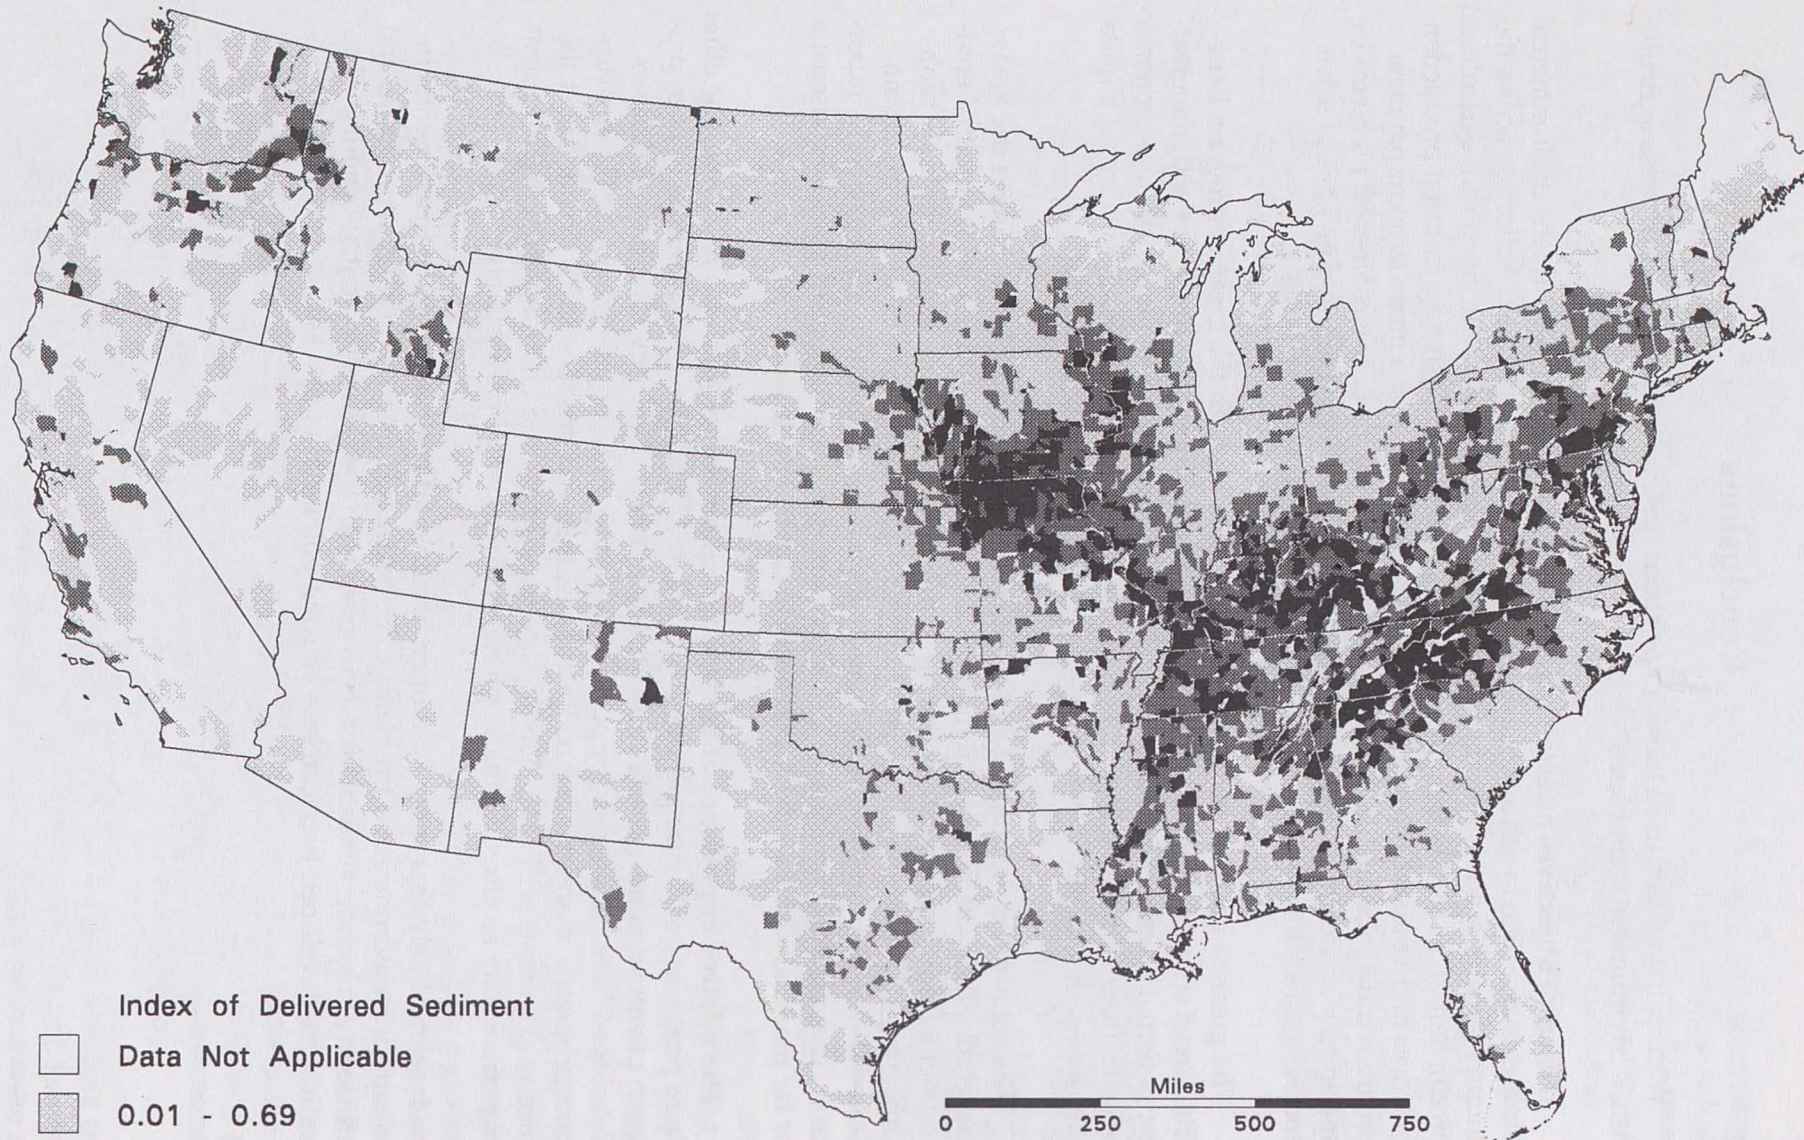 Index of Delivered Sediment
Data Not Applicable
0.01 - 0.69
Miles
0 250 500 750